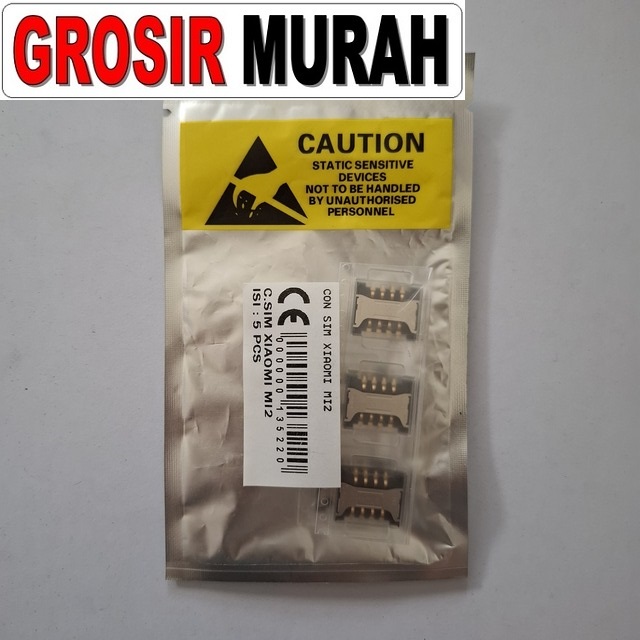 GROSIR MURAH
CAUTION
STATIC SENSITIVE
DEVICES
NOT TO BE HANDLED
BY UNAUTHORISED
PERSONNEL
CON SIM XIAOMI MI2
CE
000000135220
C.SIM XIAOMI MI2
ISI : 5 PCS